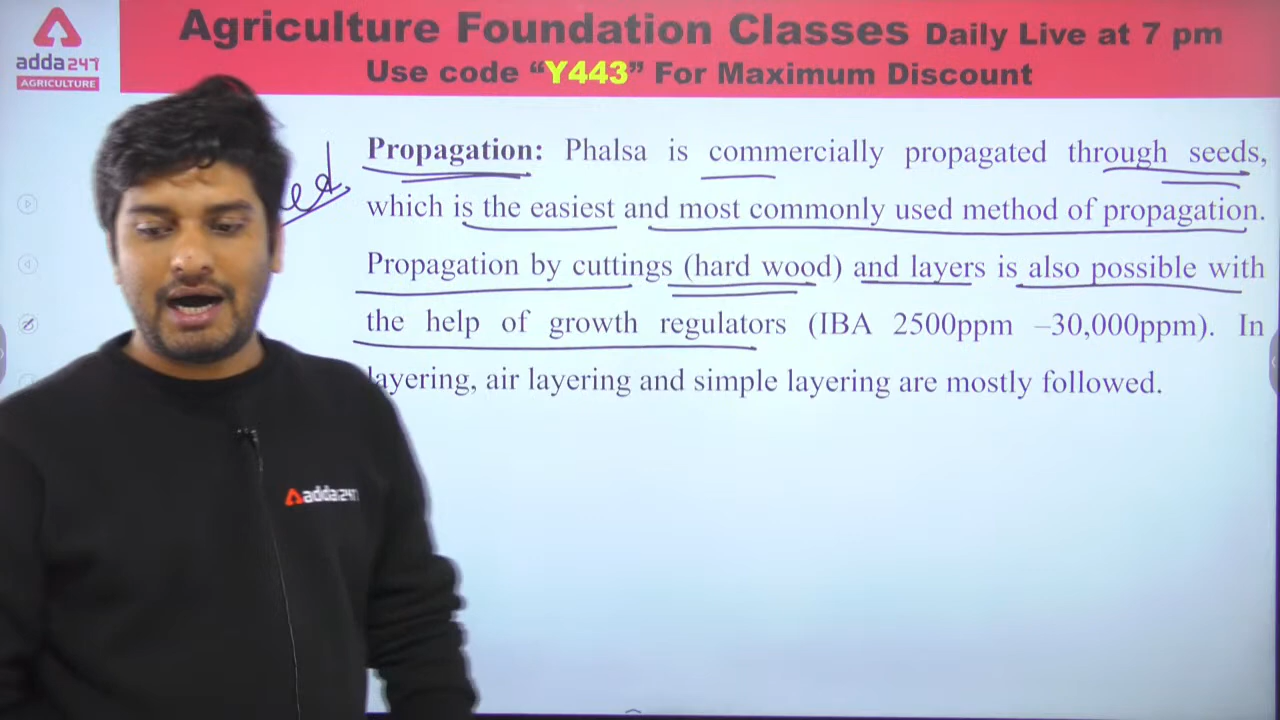 Agriculture Foundation Classes Daily Live at 7 pm
Use code “Y443” For Maximum Discount
adda247
AGRICULTURE
Propagation: Phalsa is commercially propagated through seeds,
which is the easiest and most commonly used method of propagation.
Propagation by cuttings (hard wood) and layers is also possible with
the help of growth regulators (IBA 2500ppm –30,000ppm). In
layering, air layering and simple layering are mostly followed.
adda247